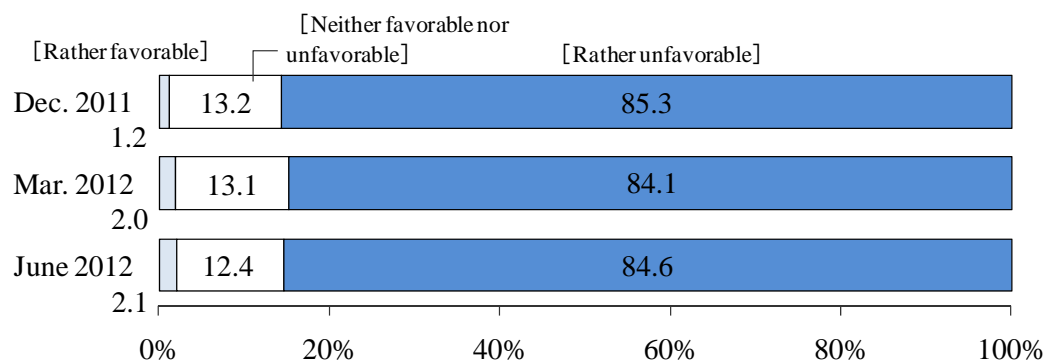 [Neither favorable nor
[Rather favorable]
unfavorable]
[Rather unfavorable]
Dec. 2011
13.2
85.3
1.2
Mar. 2012
13.1
84.1
2.0
June 2012
12.4
84.6
2.1
0%
20%
40%
60%
80%
100%